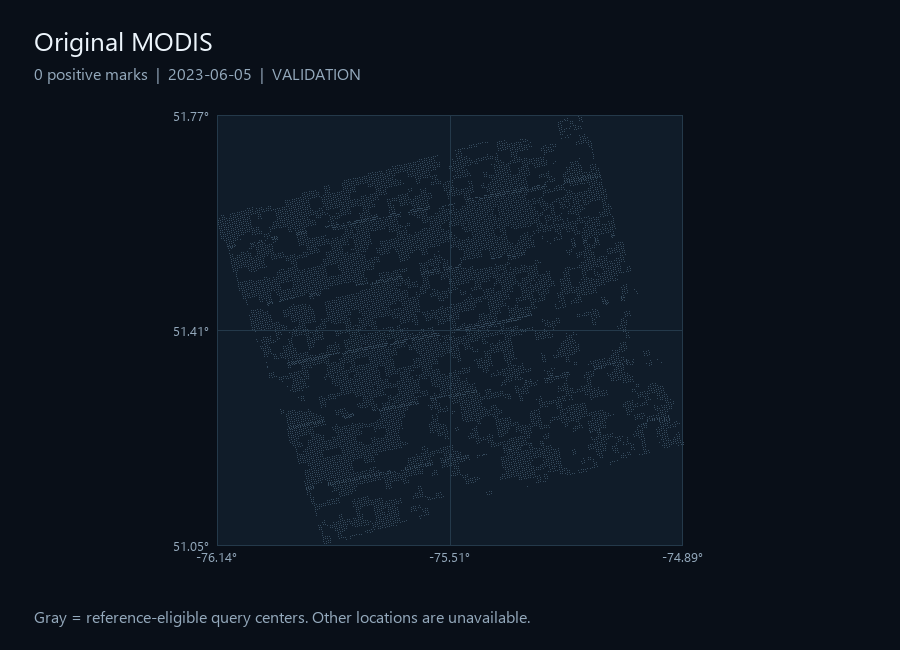 Original MODIS
0 positive marks | 2023-06-05 | VALIDATION
51.77°
51.41°
51.05°
-76.14°
-75.51°
-74.89°
Gray = reference-eligible query centers. Other locations are unavailable.